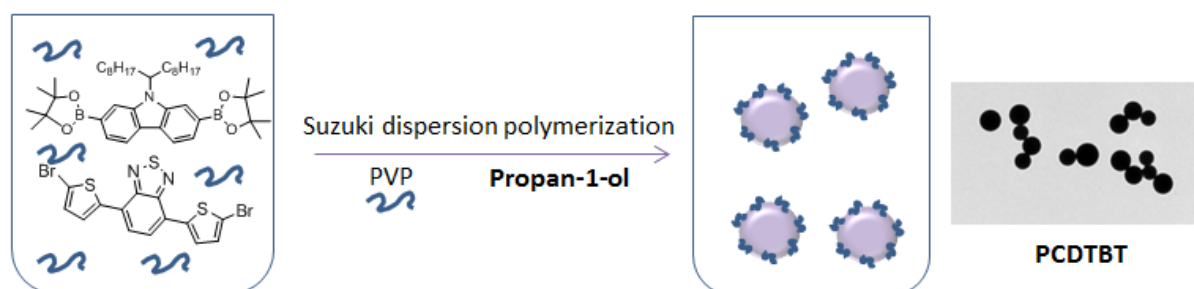 C8H17 C8H17
N
O B B O
O O
S
N N
Br S S Br
Suzuki dispersion polymerization
PVP Propan-1-ol
PCDTBT